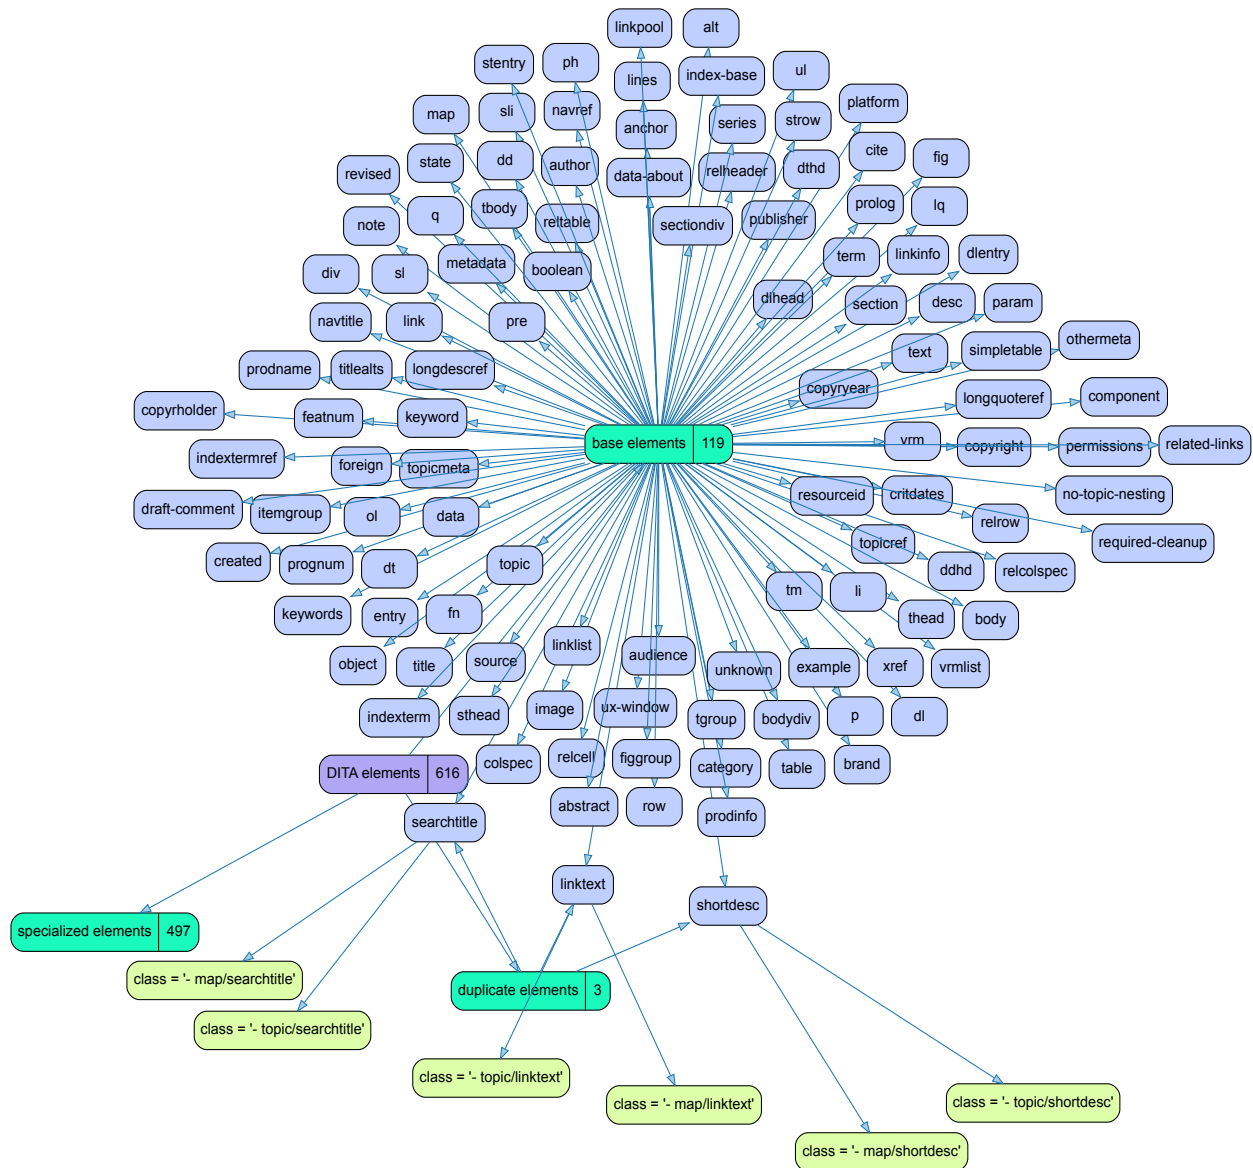 linkpool
alt
stentry
ph
lines
index-base
ul
map
sli
navref
anchor
series
strow
platform
revised
state
dd
author
data-about
relheader
dthd
cite
fig
note
q
tbody
reltable
sectiondiv
publisher
prolog
lq
div
sl
metadata
boolean
term
linkinfo
dlentry
navtitle
link
pre
dlhead
section
desc
param
prodname
titlealts
longdescref
text
simpletable
othermeta
copyrholder
featnum
keyword
copyryear
longquoteref
component
base elements 119
vrm
copyright
permissions
related-links
indextermref
foreign
topicmeta
resourceid
critdates
no-topic-nesting
draft-comment
itemgroup
ol
data
topicref
relrow
required-cleanup
created
prognum
dt
topic
ddhd
relcolspec
keywords
entry
fn
tm
li
thead
body
object
title
source
linklist
audience
unknown
example
xref
vrmlist
indexterm
sthead
image
ux-window
tgroup
bodydiv
p
dl
DITA elements 616
colspec
relcell
figgroup
category
table
brand
searchtitle
abstract
row
prodinfo
linktext
shortdesc
specialized elements 497
class = '- map/searchtitle'
duplicate elements 3
class = '- topic/searchtitle'
class = '- topic/linktext'
class = '- map/linktext'
class = '- topic/shortdesc'
class = '- map/shortdesc'